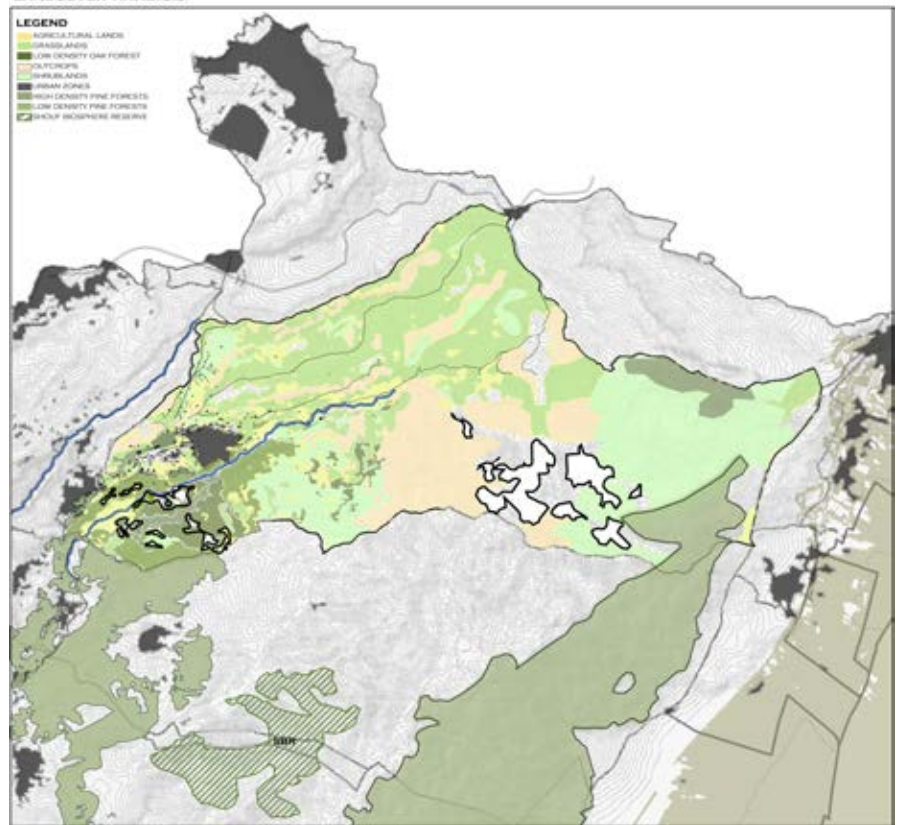 LEGEND
AGRICULTURAL LANDS
GRASSLANDS
LOW DENSITY OAK FOREST
OUTCROPS
SHRUBLANDS
URBAN ZONES
HIGH DENSITY PINE FORESTS
LOW DENSITY PINE FORESTS
SHOUF BIOSPHERE RESERVE
SBR